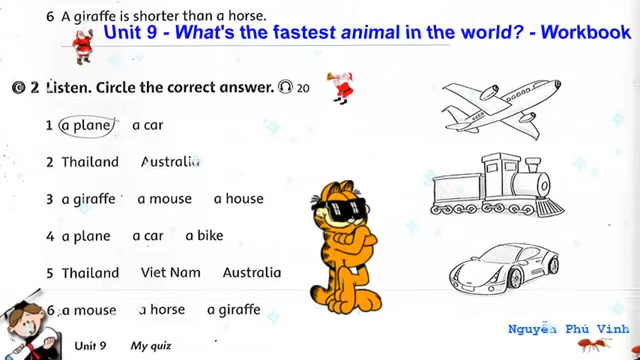 6 A giraffe is shorter than a horse.
Unit 9 - What's the fastest animal in the world? - Workbook
2 Listen. Circle the correct answer. 20
1 a plane a car
2 Thailand Australia
3 a giraffe a mouse a house
4 a plane a car a bike
5 Thailand Viet Nam Australia
6 a mouse a horse a giraffe
Nguyễn Phú Vinh
Unit 9 My quiz